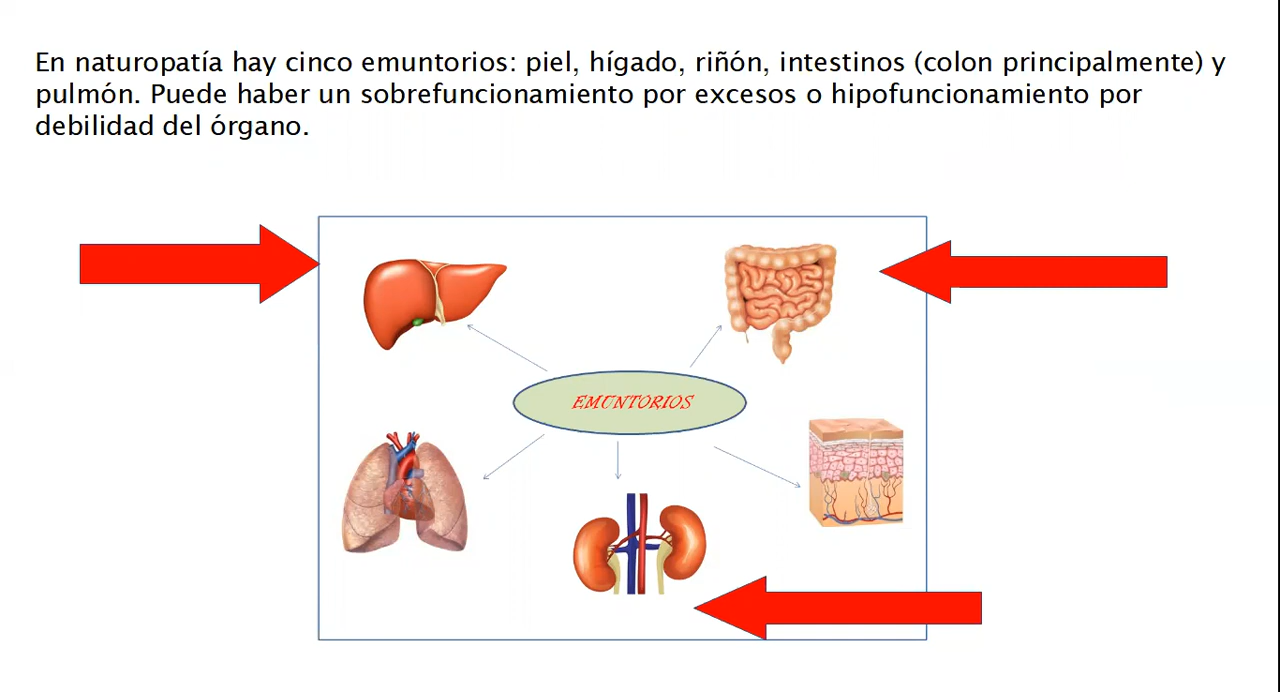 En naturopatía hay cinco emuntorios: piel, hígado, riñón, intestinos (colon principalmente) y
pulmón. Puede haber un sobrefuncionamiento por excesos o hipofuncionamiento por
debilidad del órgano.
EMUNTORIOS